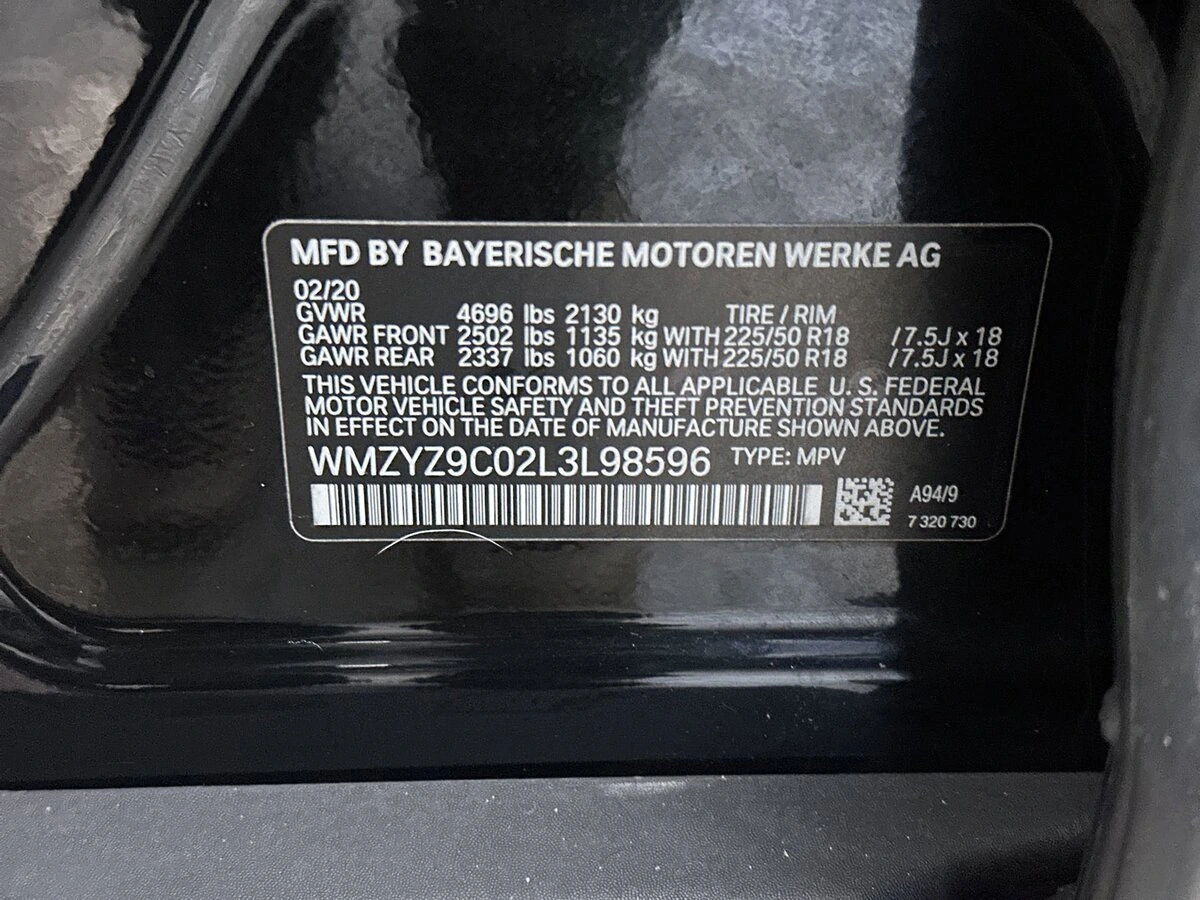 MFD BY BAYERISCHE MOTOREN WERKE AG
02/20
GVWR 4696 lbs 2130 kg TIRE / RIM
GAWR FRONT 2502 lbs 1135 kg WITH 225/50 R18 / 7.5J x 18
GAWR REAR 2337 lbs 1060 kg WITH 225/50 R18 / 7.5J x 18
THIS VEHICLE CONFORMS TO ALL APPLICABLE U. S. FEDERAL
MOTOR VEHICLE SAFETY AND THEFT PREVENTION STANDARDS
IN EFFECT ON THE DATE OF MANUFACTURE SHOWN ABOVE.
WMZYZ9C02L3L98596 TYPE: MPV
A94/9
7 320 730